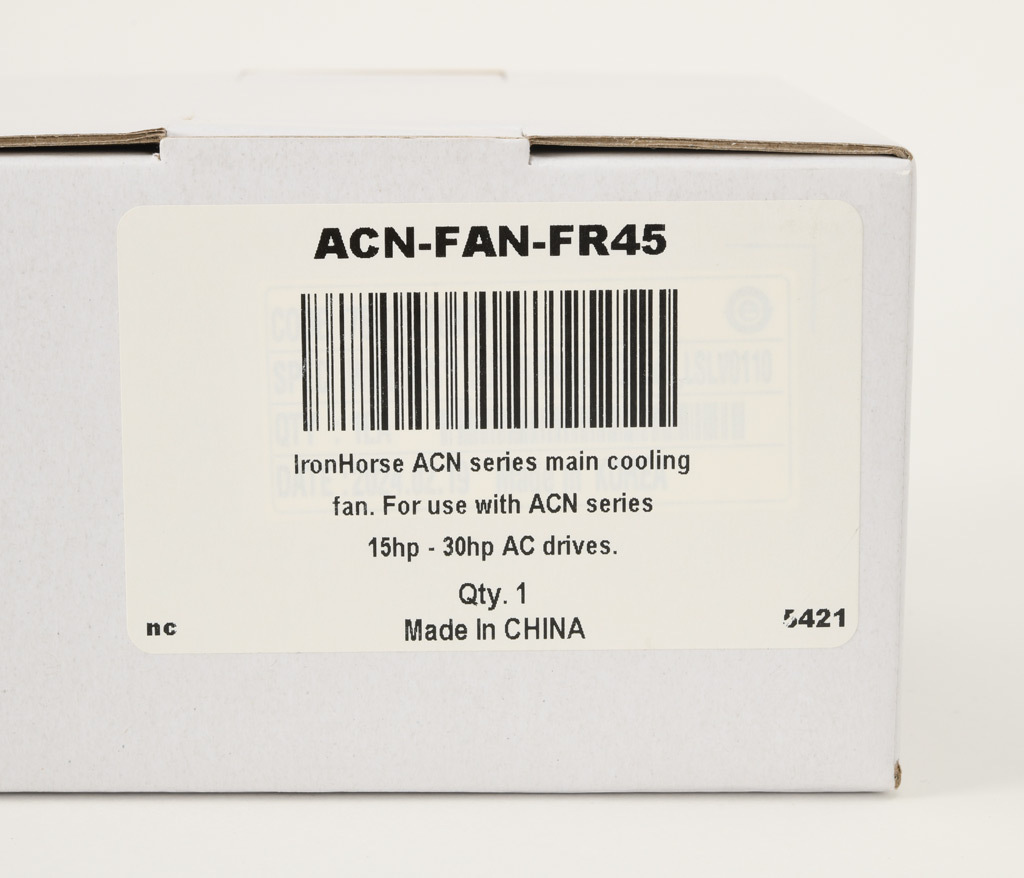 ACN-FAN-FR45
IronHorse ACN series main cooling
fan. For use with ACN series
15hp - 30hp AC drives.
Qty. 1
Made In CHINA
nc
5421